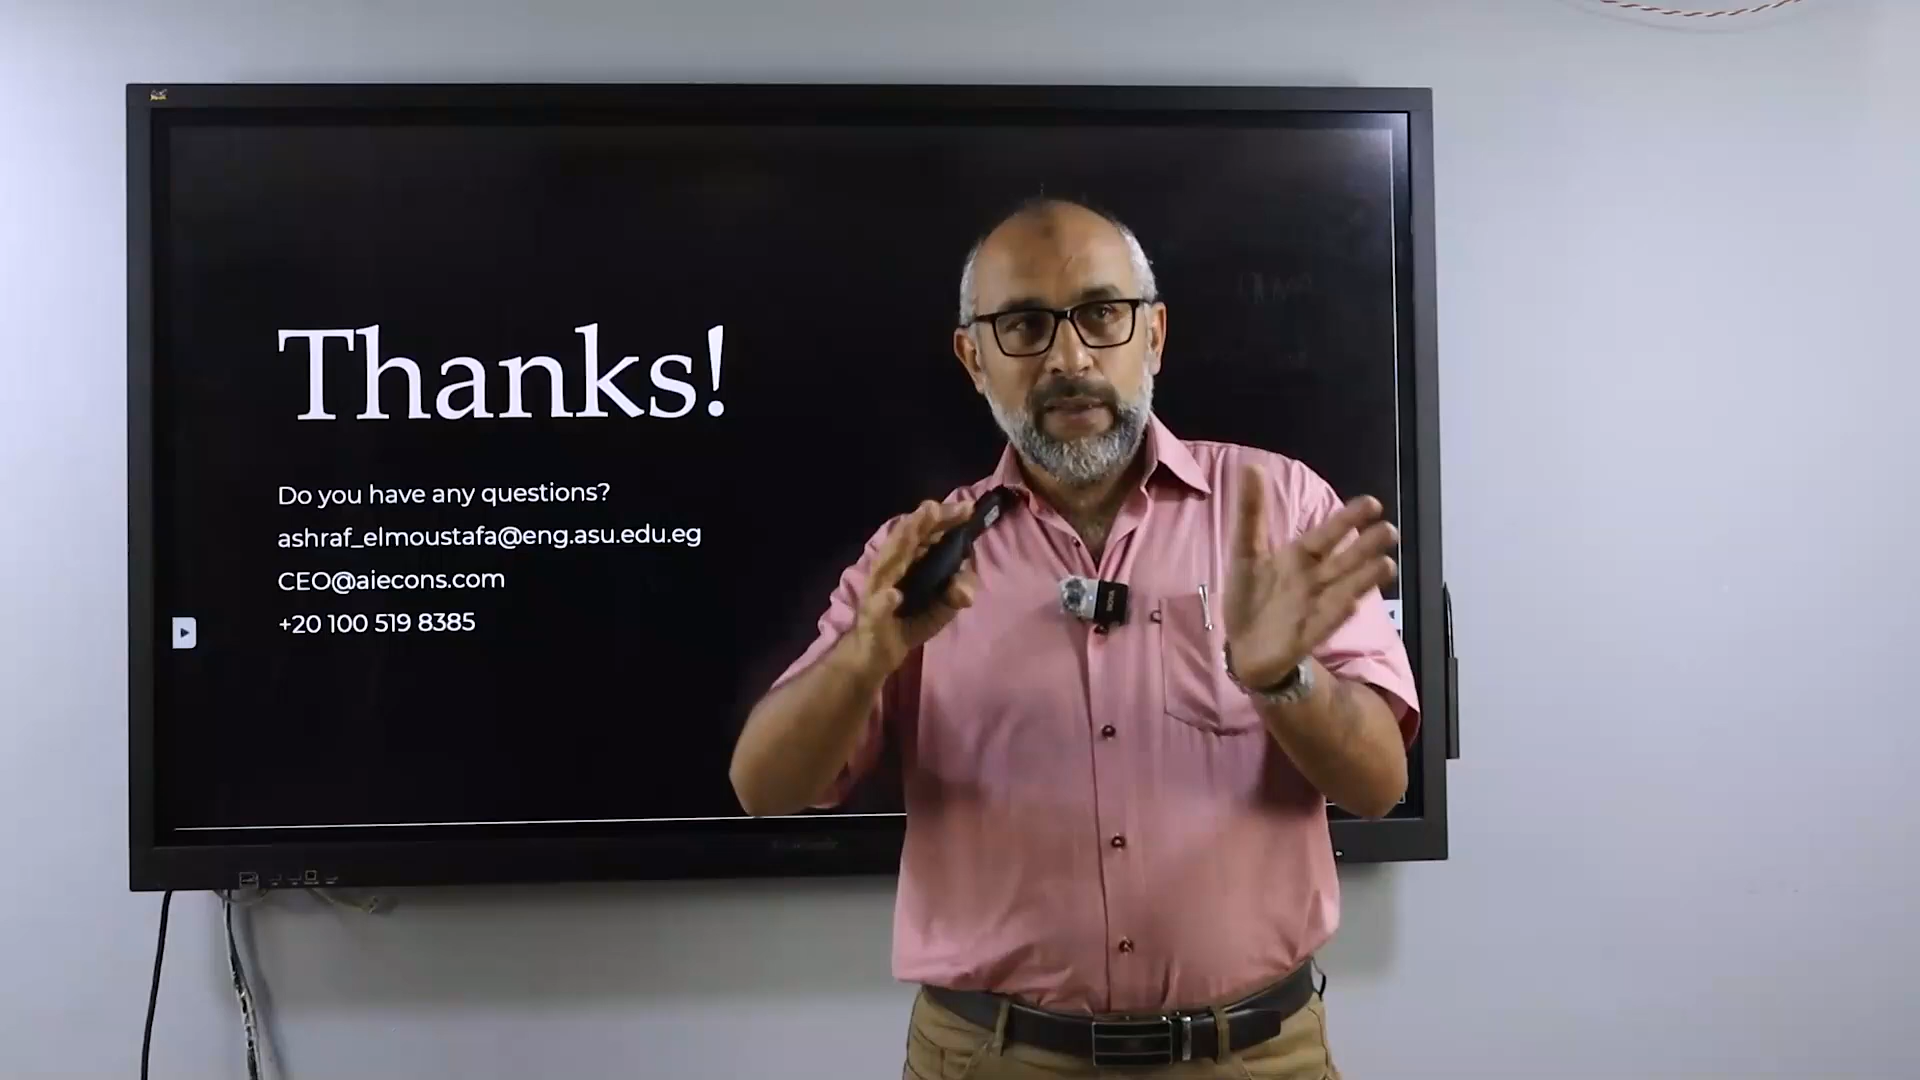 Thanks!
Do you have any questions?
ashraf_elmoustafa@eng.asu.edu.eg
CEO@aiecons.com
+20 100 519 8385